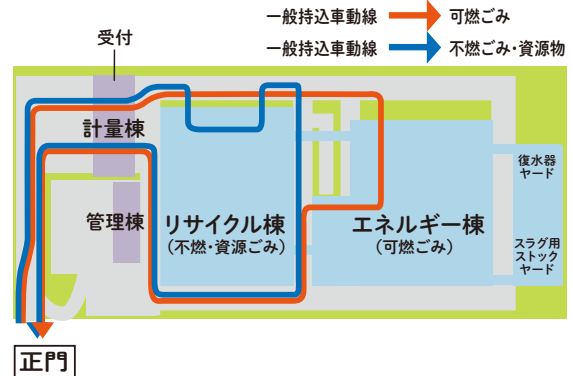 一般持込車動線 可燃ごみ
一般持込車動線 不燃ごみ・資源物
受付
計量棟
管理棟
リサイクル棟
(不燃・資源ごみ)
エネルギー棟
(可燃ごみ)
復水器
ヤード
スラグ用
ストック
ヤード
正門